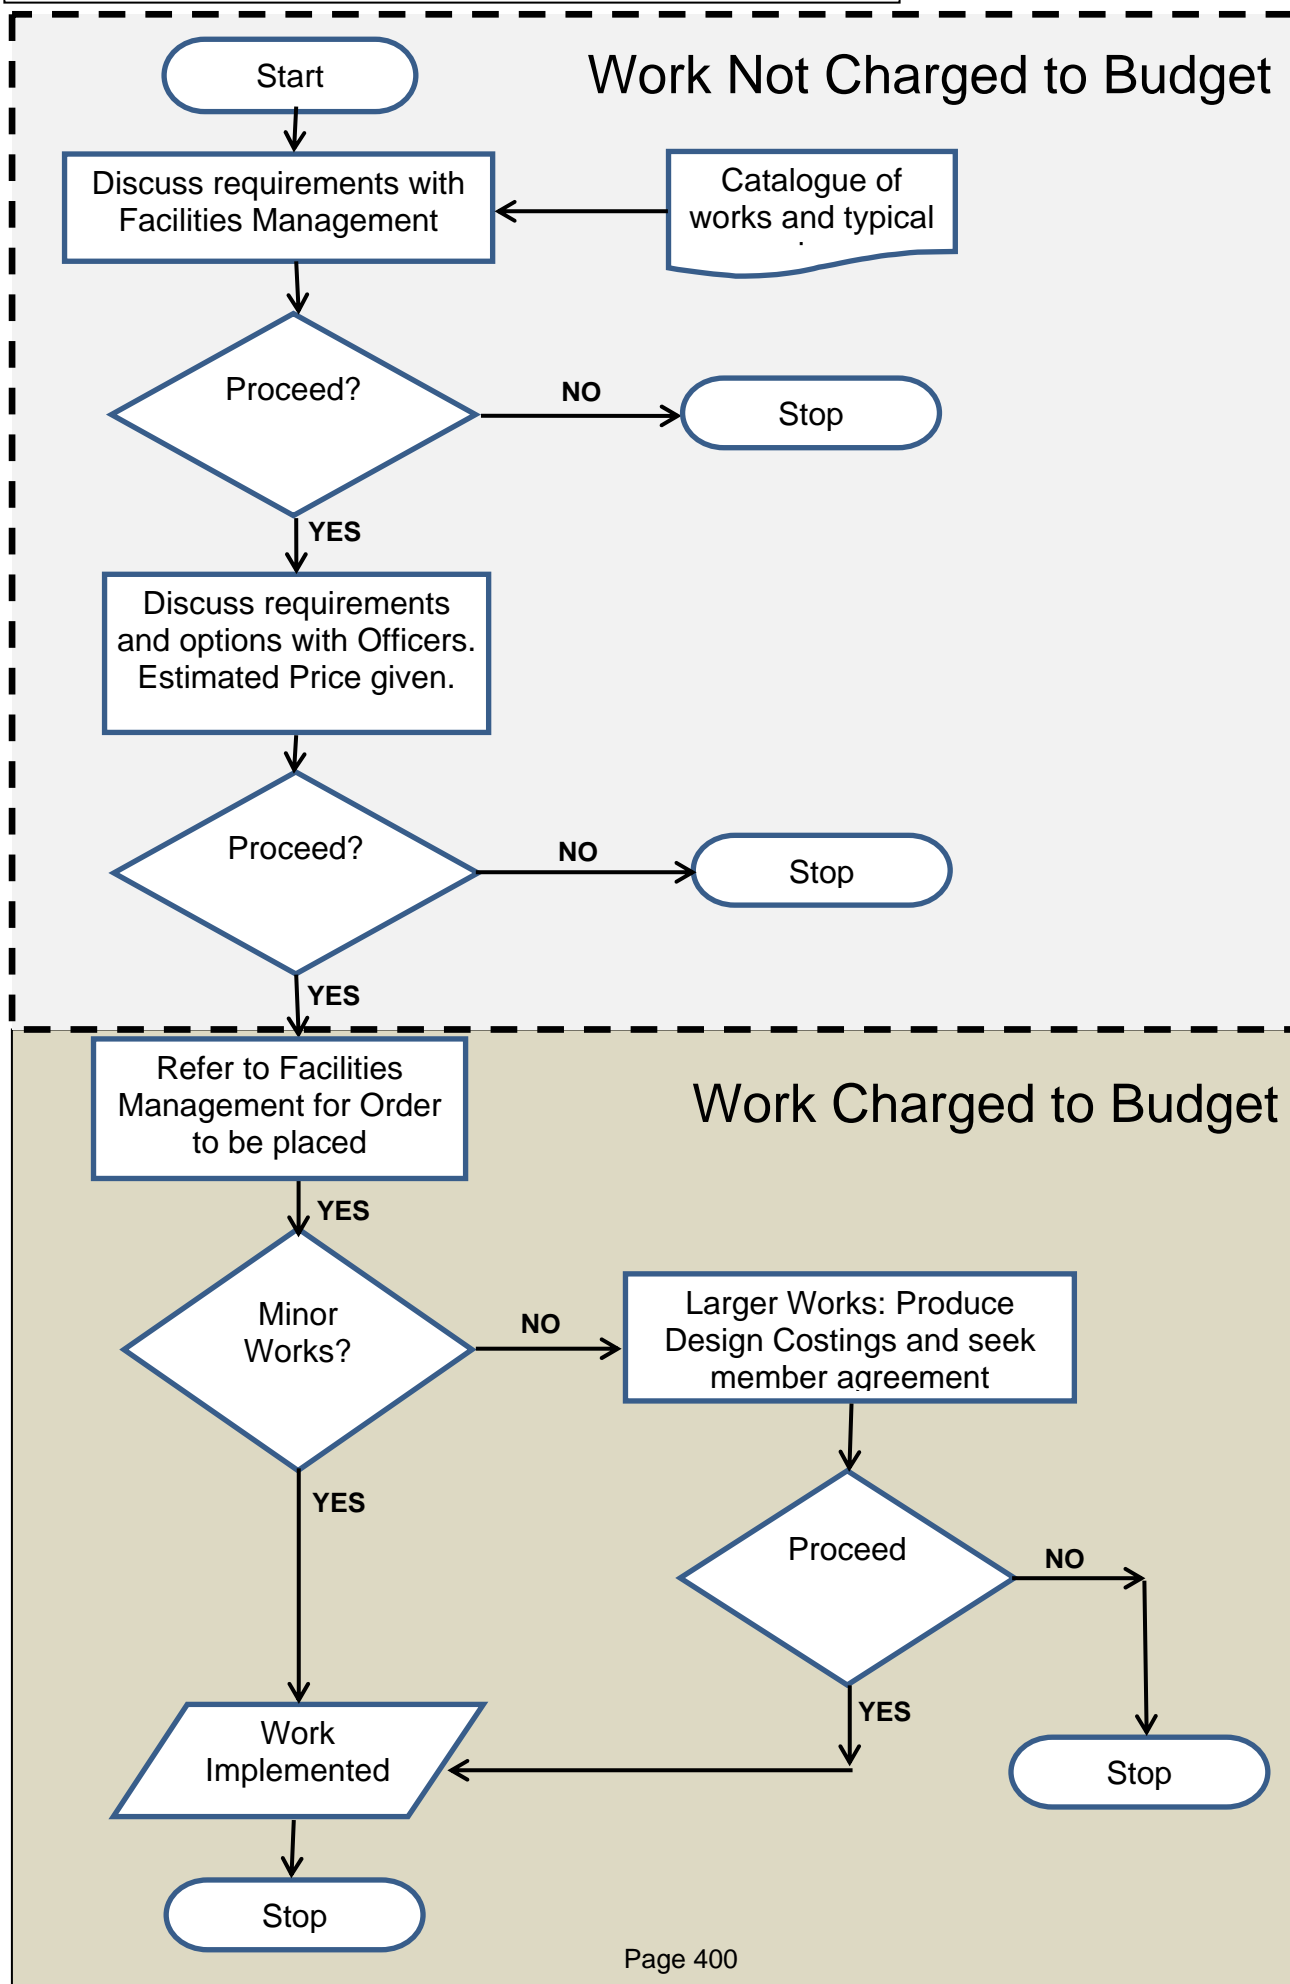 Work Not Charged to Budget
Start
Discuss requirements with
Facilities Management
Catalogue of
works and typical
Proceed?
NO
Stop
YES
Discuss requirements
and options with Officers.
Estimated Price given.
Proceed?
NO
Stop
YES
Refer to Facilities
Management for Order
to be placed
Work Charged to Budget
YES
Minor
Works?
NO
Larger Works: Produce
Design Costings and seek
member agreement
YES
Proceed
NO
YES
Work
Implemented
Stop
Stop
Page 400